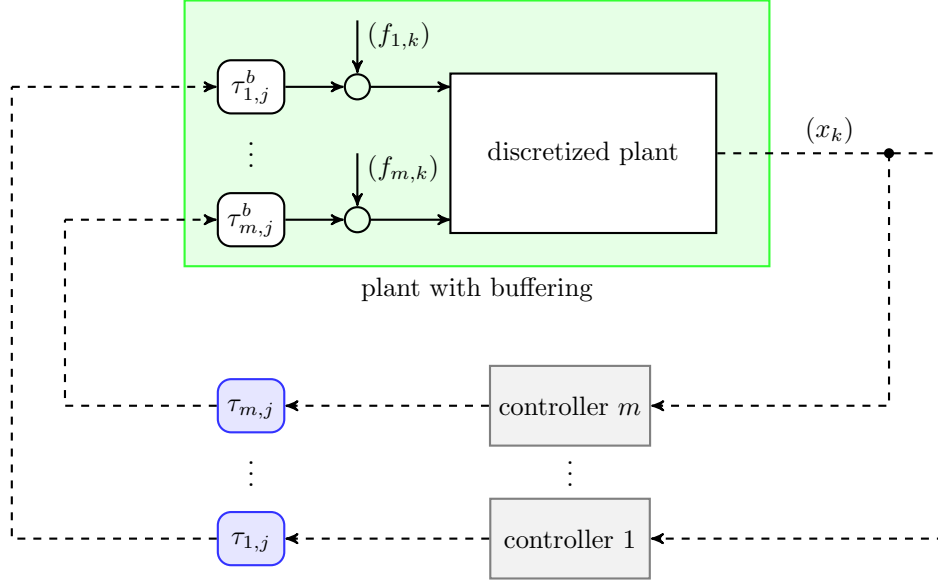 (f_{1,k})
τ^b_{1,j}
⋮
discretized plant
(x_k)
(f_{m,k})
τ^b_{m,j}
plant with buffering
τ_{m,j}
controller m
⋮
⋮
τ_{1,j}
controller 1